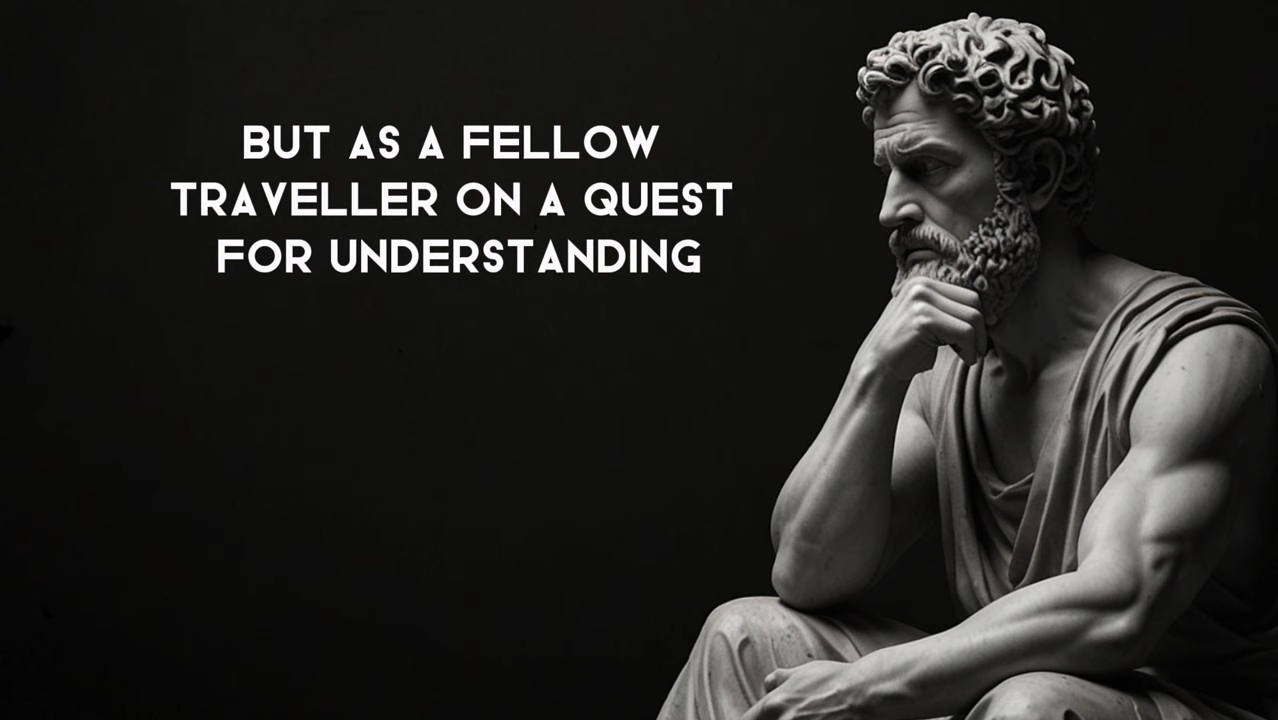 BUT AS A FELLOW
TRAVELLER ON A QUEST
FOR UNDERSTANDING